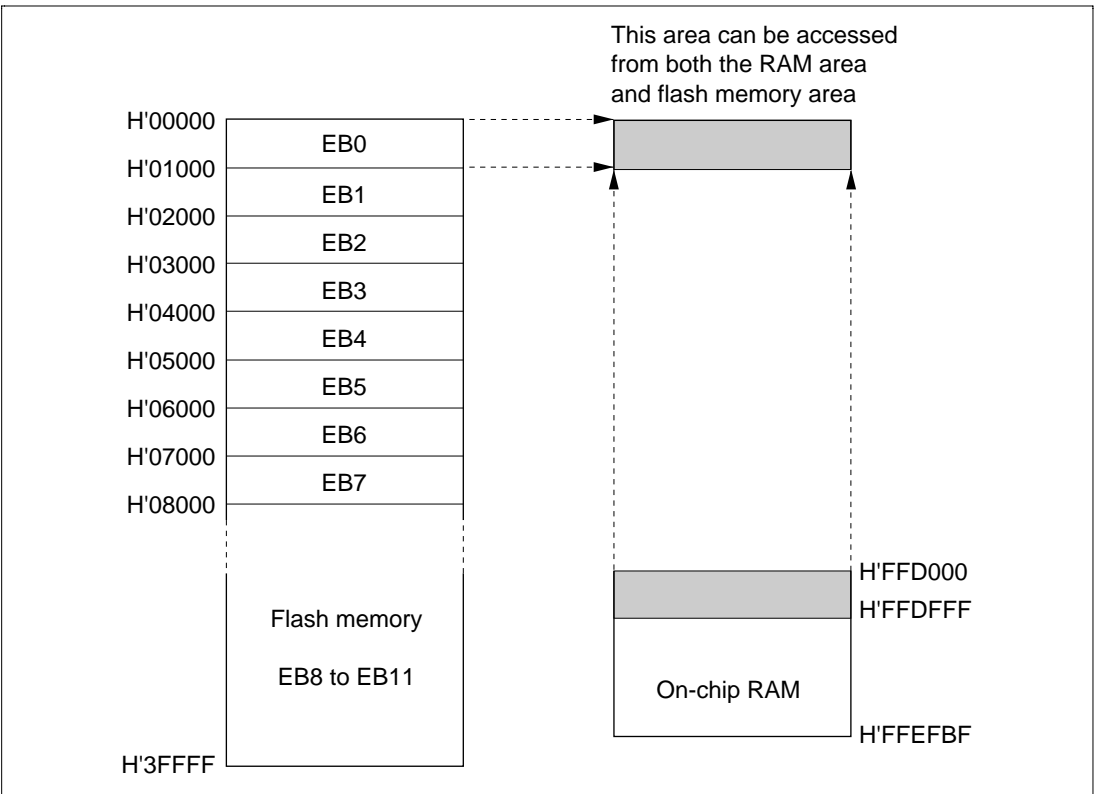 This area can be accessed
from both the RAM area
and flash memory area
H'00000
EB0
H'01000
EB1
H'02000
EB2
H'03000
EB3
H'04000
EB4
H'05000
EB5
H'06000
EB6
H'07000
EB7
H'08000
Flash memory
EB8 to EB11
H'3FFFF
H'FFD000
H'FFDFFF
On-chip RAM
H'FFEFBF